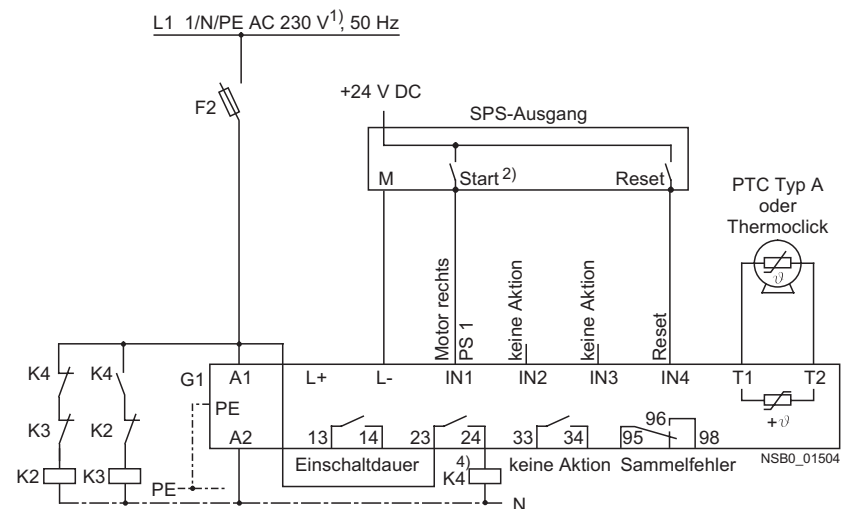 L1 1/N/PE AC 230 V1), 50 Hz
F2
+24 V DC
SPS-Ausgang
M
Start 2)
Reset
PTC Typ A
oder
Thermoclick
ϑ
Motor rechts
PS 1
keine Aktion
keine Aktion
Reset
K4
K4
G1
A1
L+
L-
IN1
IN2
IN3
IN4
T1
T2
PE
+ϑ
K3
K2
A2
13
14
23
24
33
34
95
96
98
Einschaltdauer
4)
keine Aktion
Sammelfehler
NSB0_01504
K2
K3
K4
PE
N